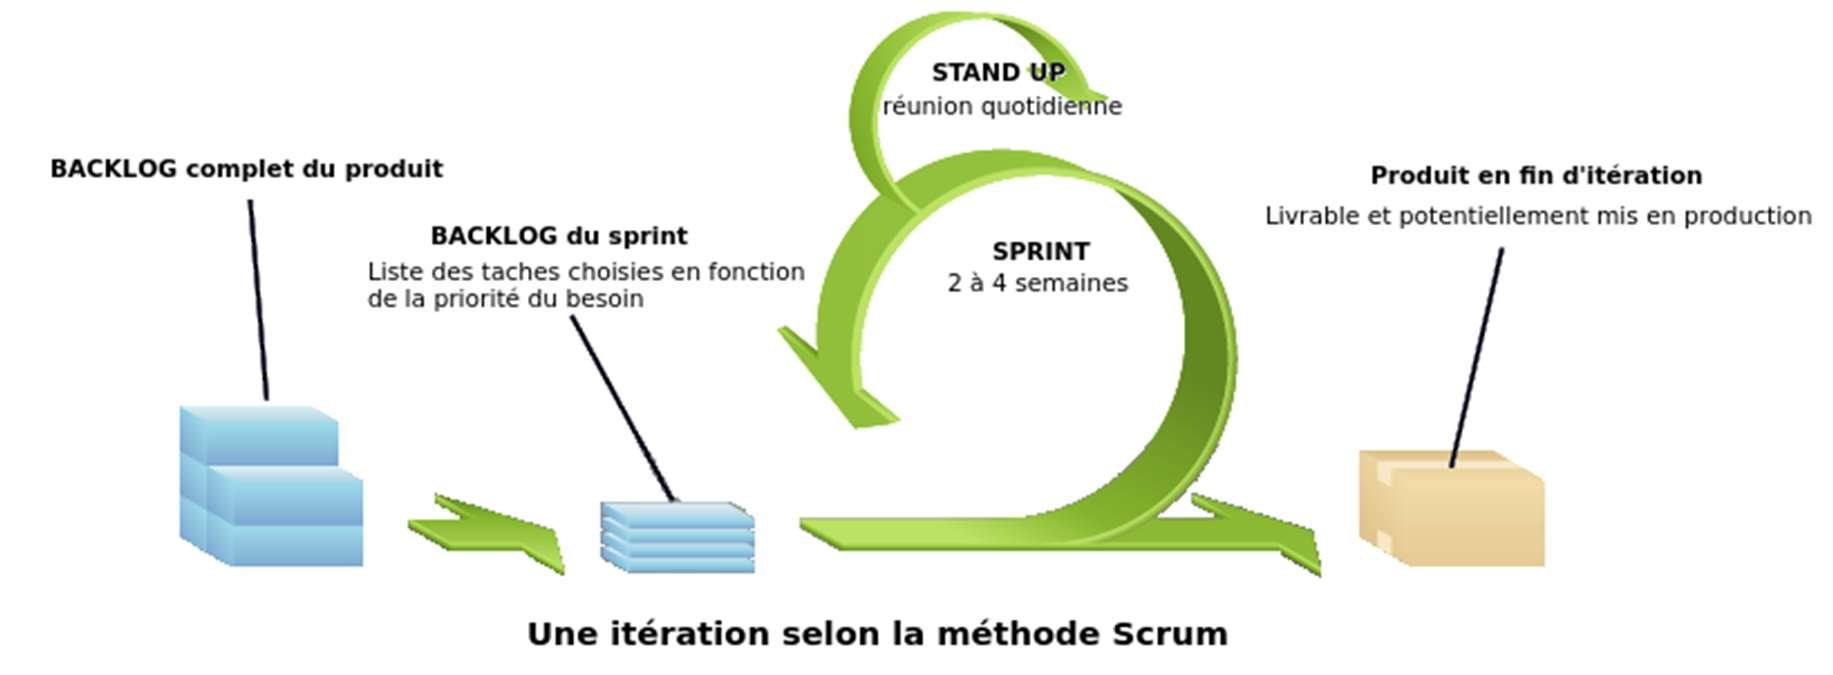 STAND UP
réunion quotidienne
BACKLOG complet du produit
BACKLOG du sprint
Liste des taches choisies en fonction
de la priorité du besoin
SPRINT
2 à 4 semaines
Produit en fin d'itération
Livrable et potentiellement mis en production
Une itération selon la méthode Scrum